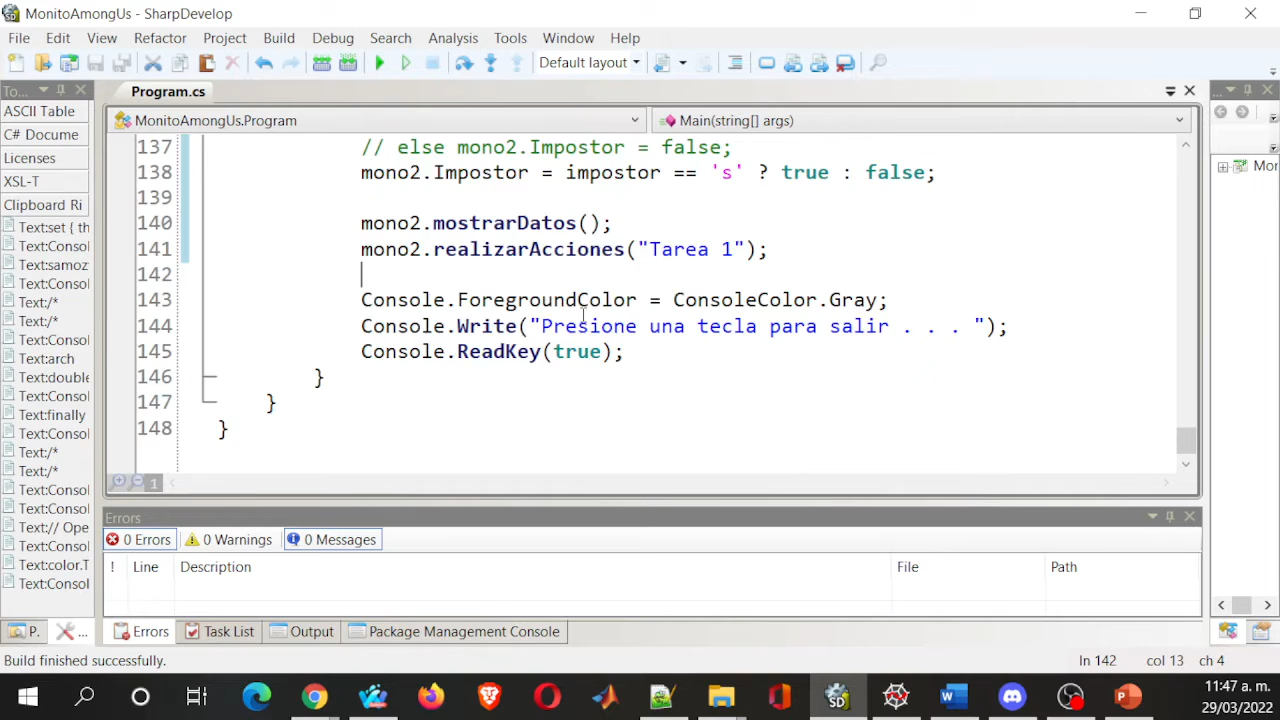 MonitoAmongUs - SharpDevelop
File Edit View Refactor Project Build Debug Search Analysis Tools Window Help
Default layout
To...
ASCII Table
C# Docume
Licenses
XSL-T
Clipboard Ri
Text:set { th
Text:Consol
Text:samoz
Text:Consol
Text:/*
Text:/*
Text:Consol
Text:arch
Text:double
Text:Consol
Text:finally
Text:Consol
Text:/*
Text:/*
Text:Consol
Text:Consol
Text:// Ope
Text:Consol
Text:color.T
Text:Consol
P. ...
Program.cs
MonitoAmongUs.Program Main(string[] args)
137 // else mono2.Impostor = false;
138 mono2.Impostor = impostor == 's' ? true : false;
139
140 mono2.mostrarDatos();
141 mono2.realizarAcciones("Tarea 1");
142
143 Console.ForegroundColor = ConsoleColor.Gray;
144 Console.Write("Presione una tecla para salir . . . ");
145 Console.ReadKey(true);
146 }
147 }
148 }
1
...
Mor
Errors
0 Errors 0 Warnings 0 Messages
! Line Description File Path
Errors Task List Output Package Management Console
Build finished successfully. ln 142 col 13 ch 4
11:47 a. m.
29/03/2022